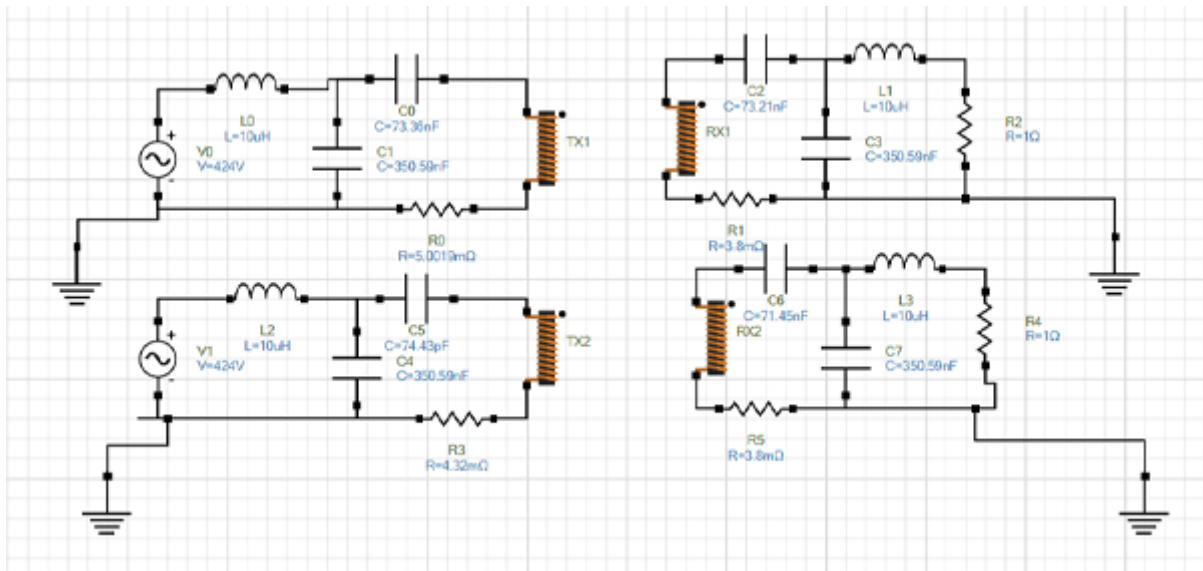 L0
L=10uH
V0
V=424V
+
-
C0
C=73.36nF
C1
C=350.59nF
TX1
R0
R=5.0019mΩ
C2
C=73.21nF
RX1
L1
L=10uH
C3
C=350.59nF
R2
R=1Ω
R1
R=3.8mΩ
L2
L=10uH
V1
V=424V
+
-
C5
C=74.43pF
C4
C=350.59nF
TX2
R3
R=4.32mΩ
C6
C=71.45nF
RX2
L3
L=10uH
C7
C=350.59nF
R4
R=1Ω
R5
R=3.8mΩ